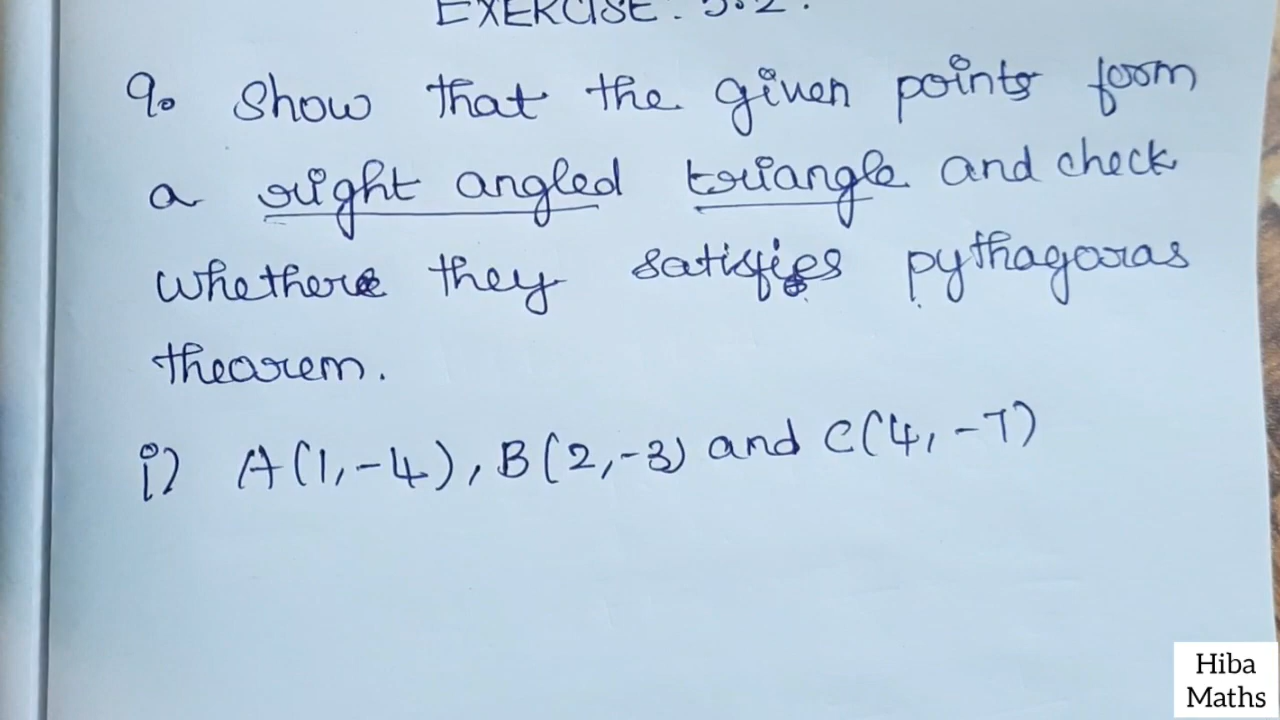 EXERCISE. 5.2.
9. Show that the given points form
a right angled triangle and check
whether they satisfies pythagoras
theorem.
i) A(1,-4), B(2,-3) and C(4,-7)
Hiba
Maths